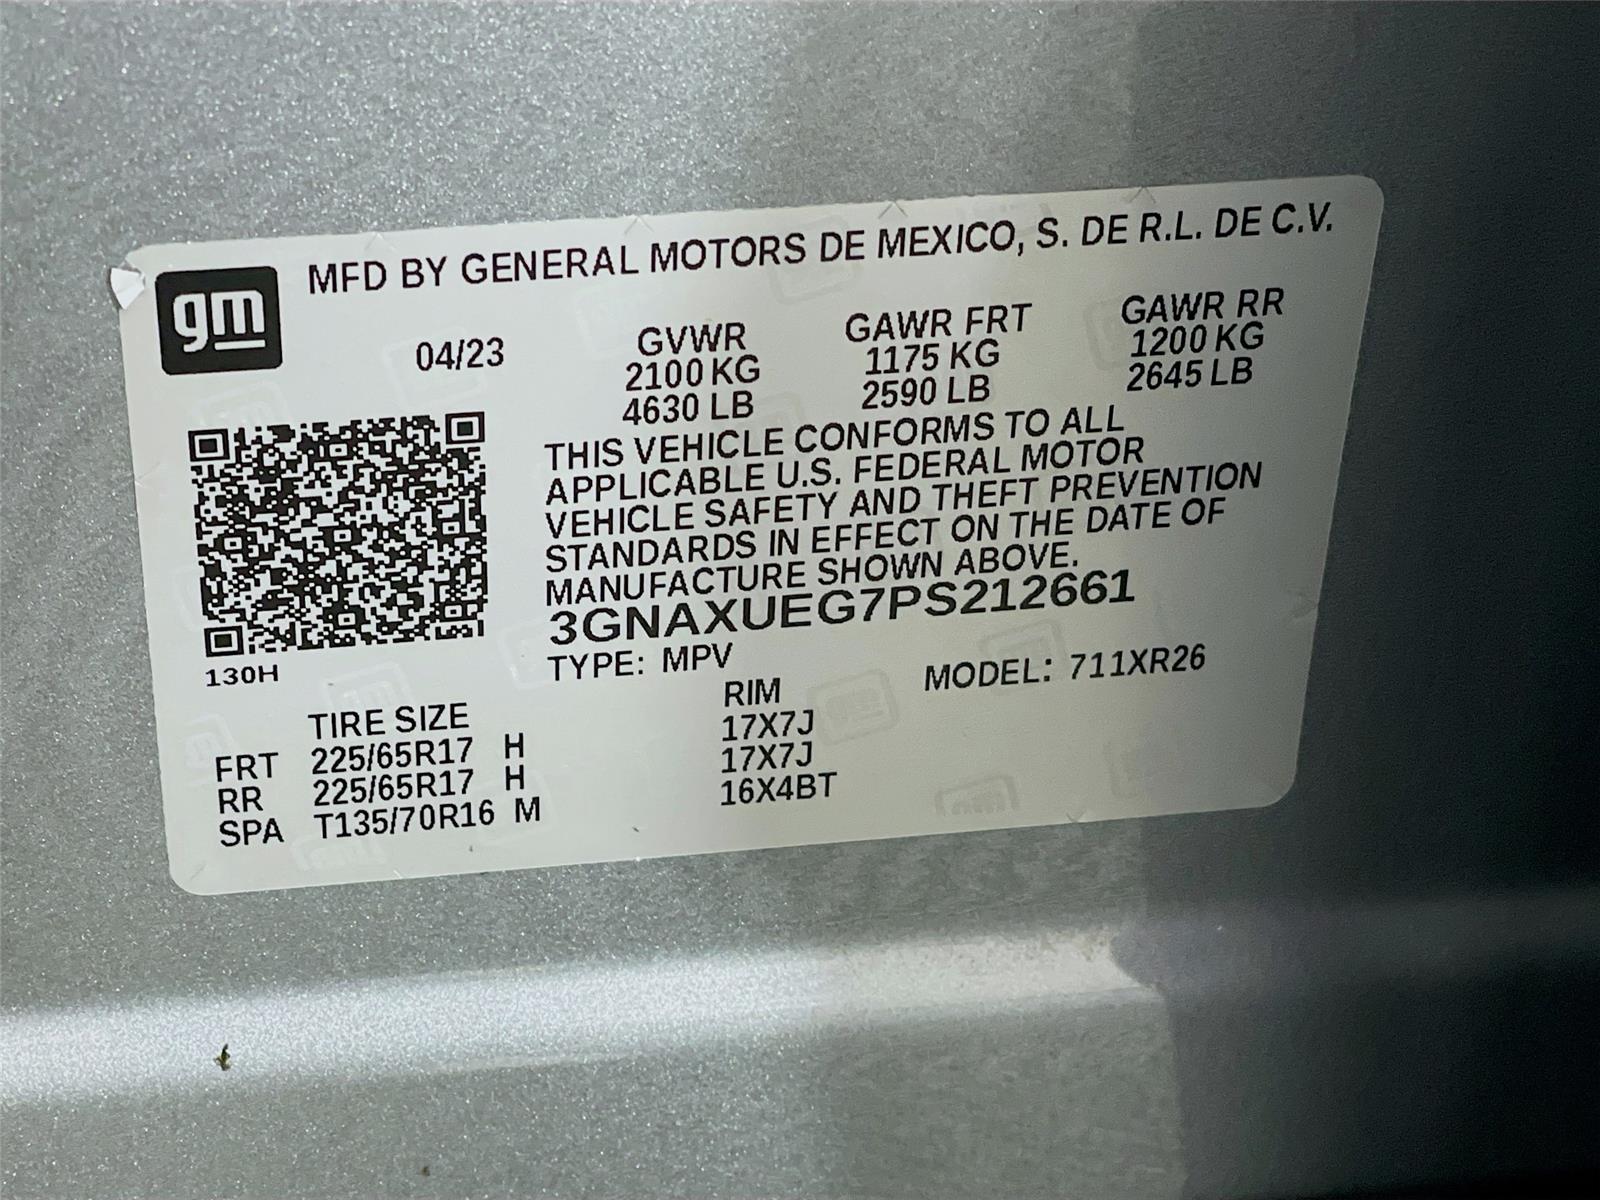 gm
MFD BY GENERAL MOTORS DE MEXICO, S. DE R.L. DE C.V.
04/23 GVWR GAWR FRT GAWR RR
2100 KG 1175 KG 1200 KG
4630 LB 2590 LB 2645 LB
THIS VEHICLE CONFORMS TO ALL
APPLICABLE U.S. FEDERAL MOTOR
VEHICLE SAFETY AND THEFT PREVENTION
STANDARDS IN EFFECT ON THE DATE OF
MANUFACTURE SHOWN ABOVE.
3GNAXUEG7PS212661
130H
TYPE: MPV MODEL: 711XR26
TIRE SIZE RIM
FRT 225/65R17 H 17X7J
RR 225/65R17 H 17X7J
SPA T135/70R16 M 16X4BT